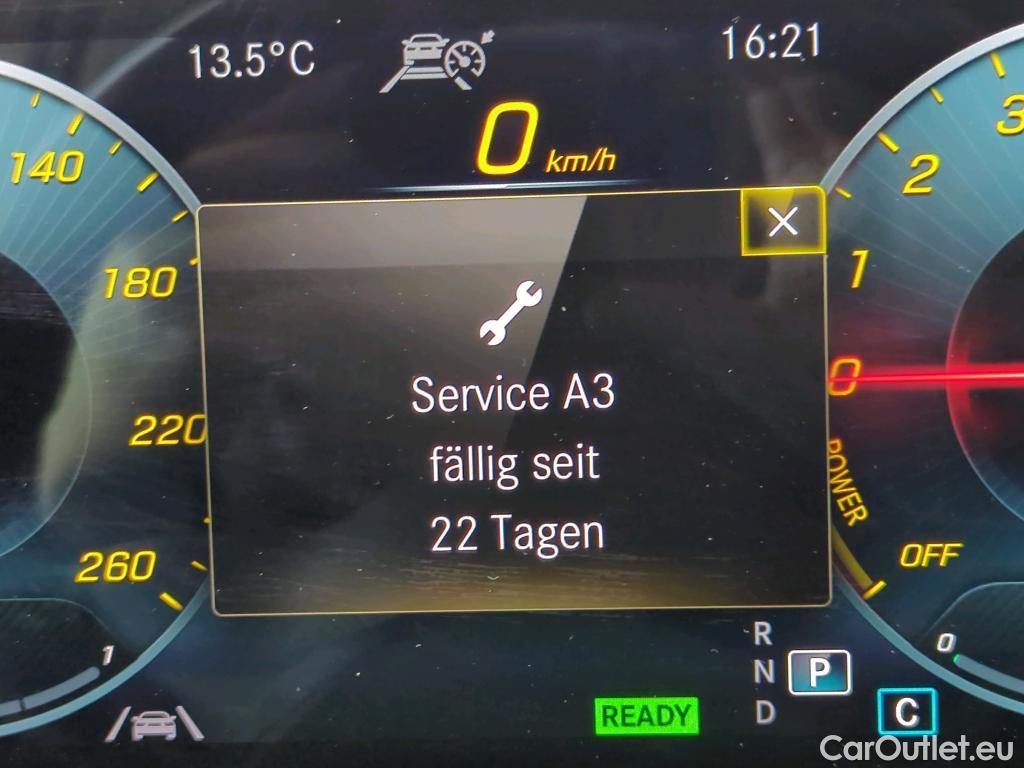 13.5°C
16:21
0 km/h
140
180
220
260
1
3
2
1
0
POWER
OFF
0
Service A3
fällig seit
22 Tagen
READY
R
N
D
P
C
CarOutlet.eu